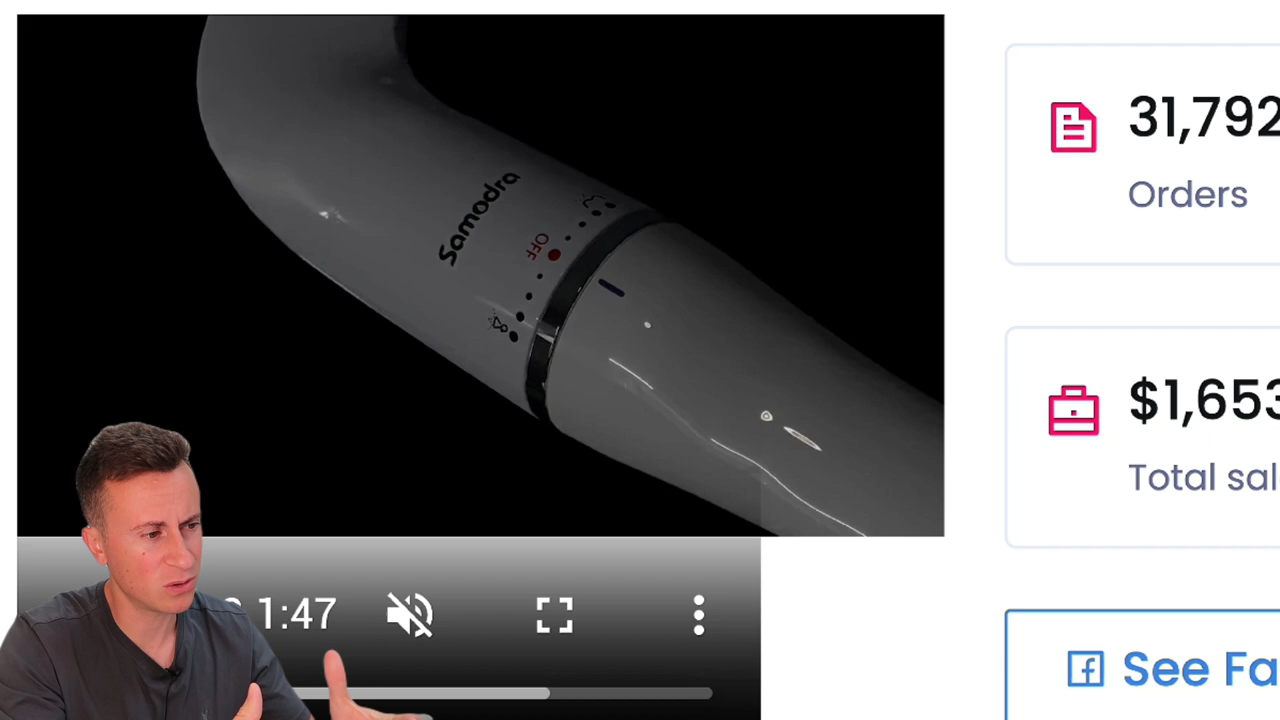 Samodra
OFF
1:47
31,792
Orders
$1,653
Total sal
See Fa